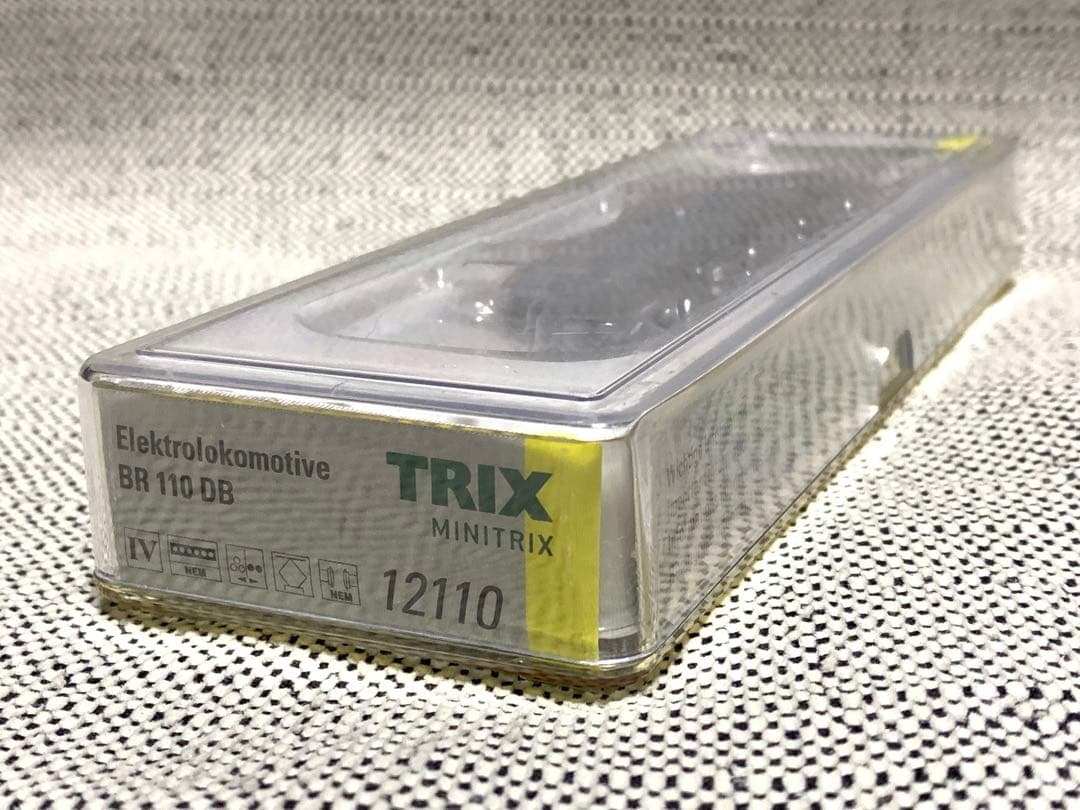 Elektrolokomotive
BR 110 DB
TRIX
MINITRIX
IV
NEM
NEM
12110